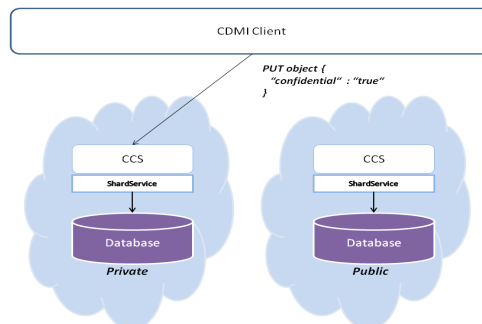 CDMI Client
PUT object {
"confidential" : "true"
}
CCS
ShardService
Database
Private
CCS
ShardService
Database
Public